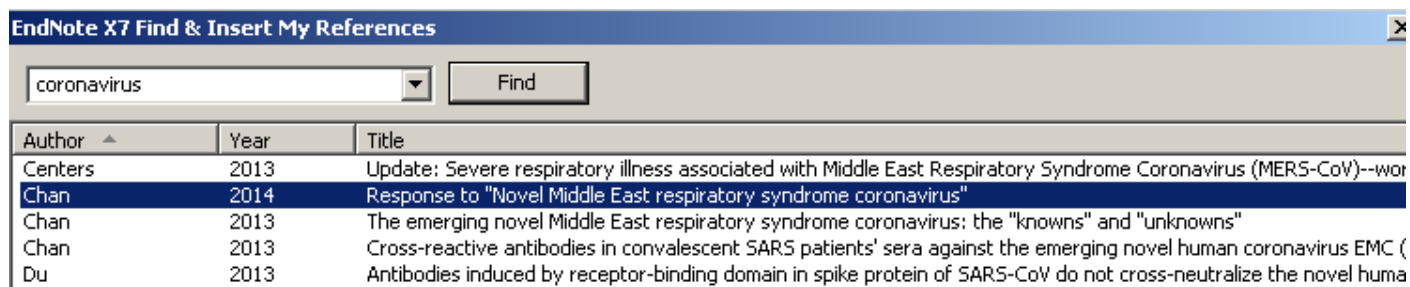 EndNote X7 Find & Insert My References
coronavirus Find
Author Year Title
Centers 2013 Update: Severe respiratory illness associated with Middle East Respiratory Syndrome Coronavirus (MERS-CoV)--wor
Chan 2014 Response to "Novel Middle East respiratory syndrome coronavirus"
Chan 2013 The emerging novel Middle East respiratory syndrome coronavirus: the "knowns" and "unknowns"
Chan 2013 Cross-reactive antibodies in convalescent SARS patients' sera against the emerging novel human coronavirus EMC (
Du 2013 Antibodies induced by receptor-binding domain in spike protein of SARS-CoV do not cross-neutralize the novel huma